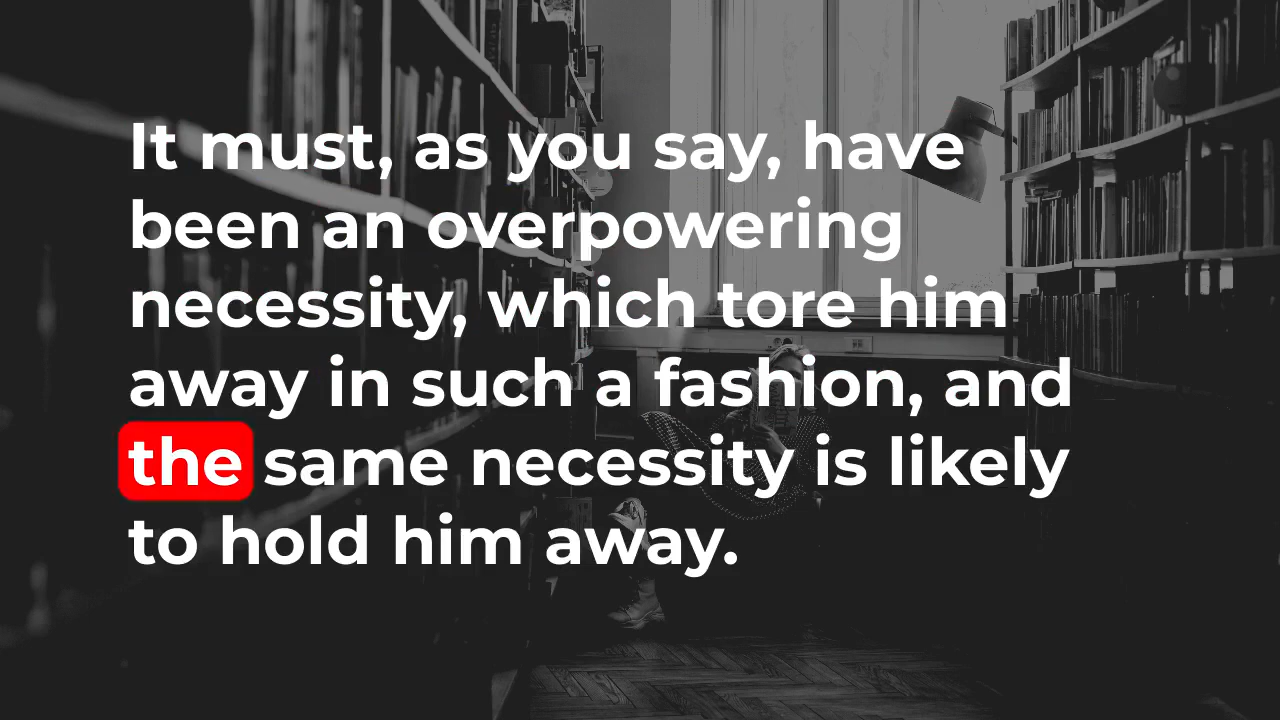 It must, as you say, have
been an overpowering
necessity, which tore him
away in such a fashion, and
the same necessity is likely
to hold him away.